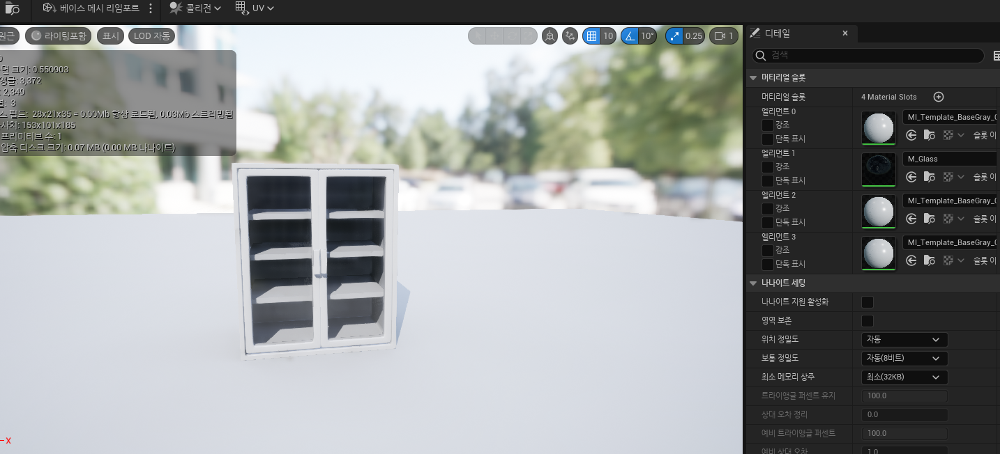 베이스 메시 리임포트
콜리전
UV
원근
라이팅포함
표시
LOD 자동
10
10°
0.25
1
면 크기: 0.550903
앵글: 3,372
: 2,349
: 3
스 필드: 28x21x35 = 0.00Mb 항상 로드됨, 0.03Mb 스트리밍됨
사치: 153x101x185
프리미티브 수: 1
압축 디스크 크기: 0.07 MB (0.00 MB 나나이트)
X
디테일
검색
머티리얼 슬롯
머티리얼 슬롯
4 Material Slots
엘리먼트 0
강조
단독 표시
MI_Template_BaseGray_0
슬롯 이
엘리먼트 1
강조
단독 표시
M_Glass
슬롯 이
엘리먼트 2
강조
단독 표시
MI_Template_BaseGray_0
슬롯 이
엘리먼트 3
강조
단독 표시
MI_Template_BaseGray_0
슬롯 이
나나이트 세팅
나나이트 지원 활성화
영역 보존
위치 정밀도
자동
보통 정밀도
자동(8비트)
최소 메모리 상주
최소(32KB)
트라이앵글 퍼센트 유지
100.0
상대 오차 정리
0.0
예비 트라이앵글 퍼센트
100.0
예비 상대 오차
1.0